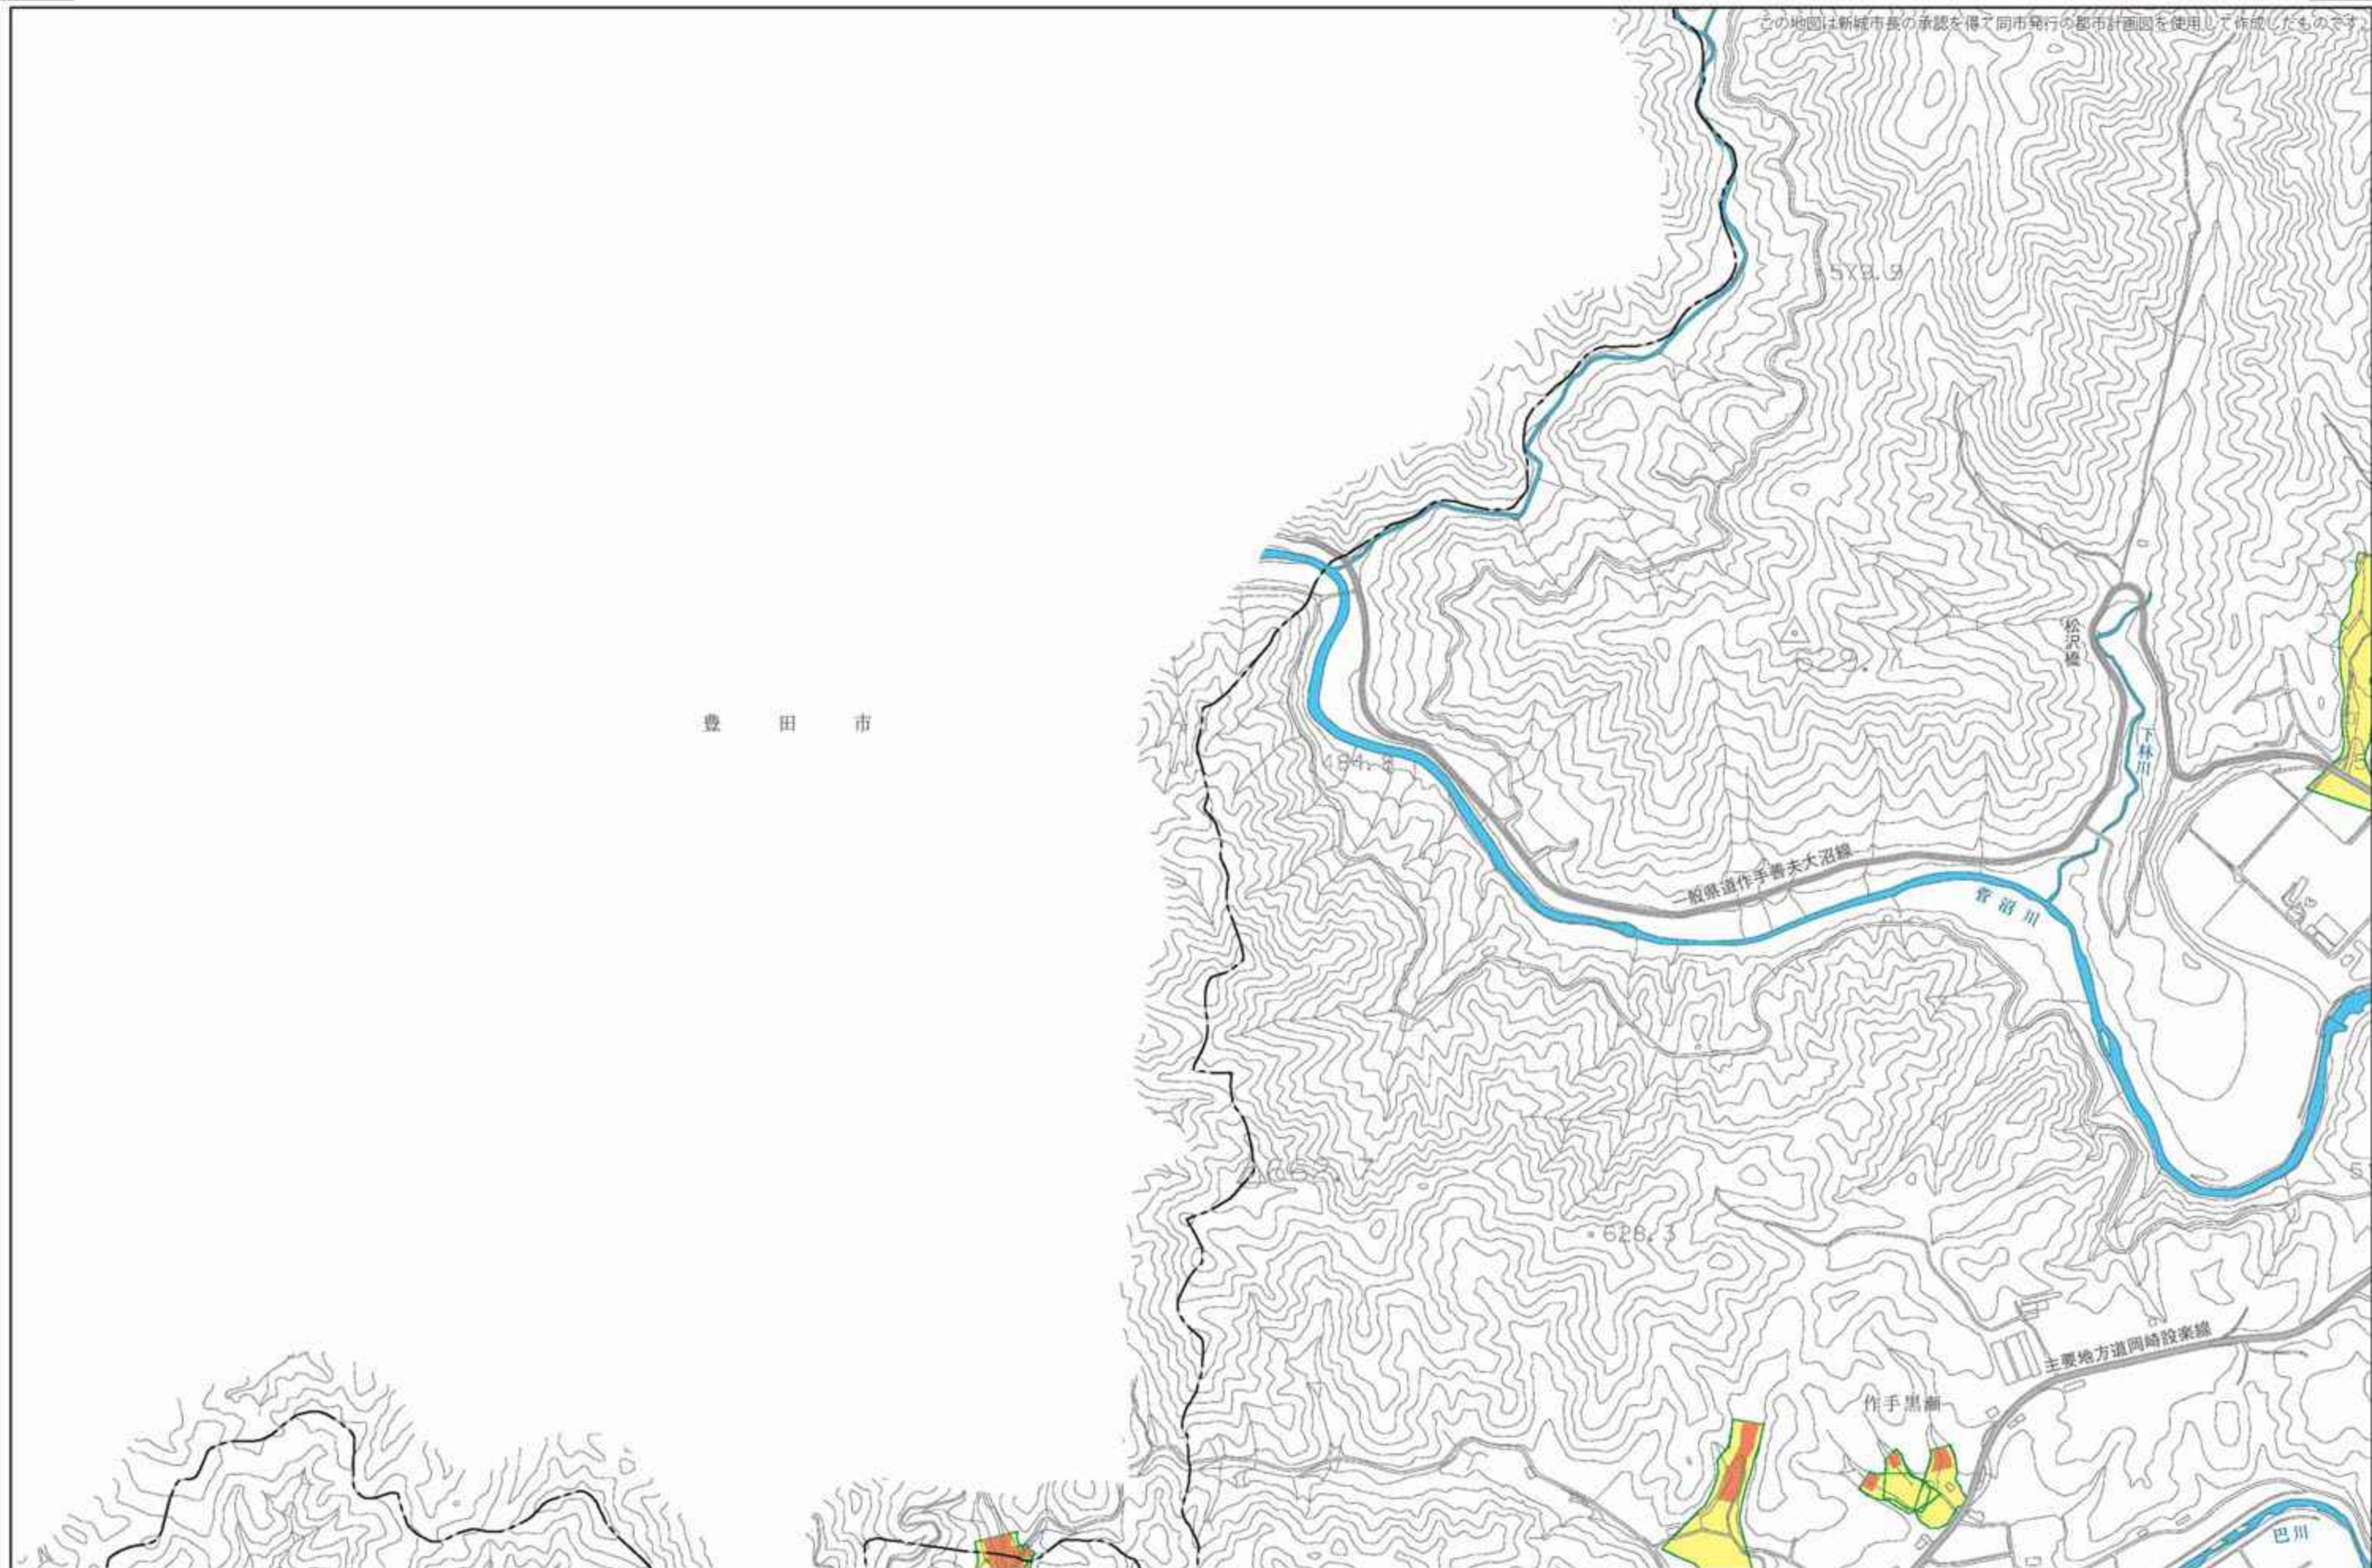 この地図は新城市長の承認を得て同市発行の都市計画図を使用して作成したものです。
松沢橋
豊田市
下林川
一般県道作手善夫大沼線
菅沼川
628.3
主要地方道岡崎設楽線
作手黒瀬
巴川